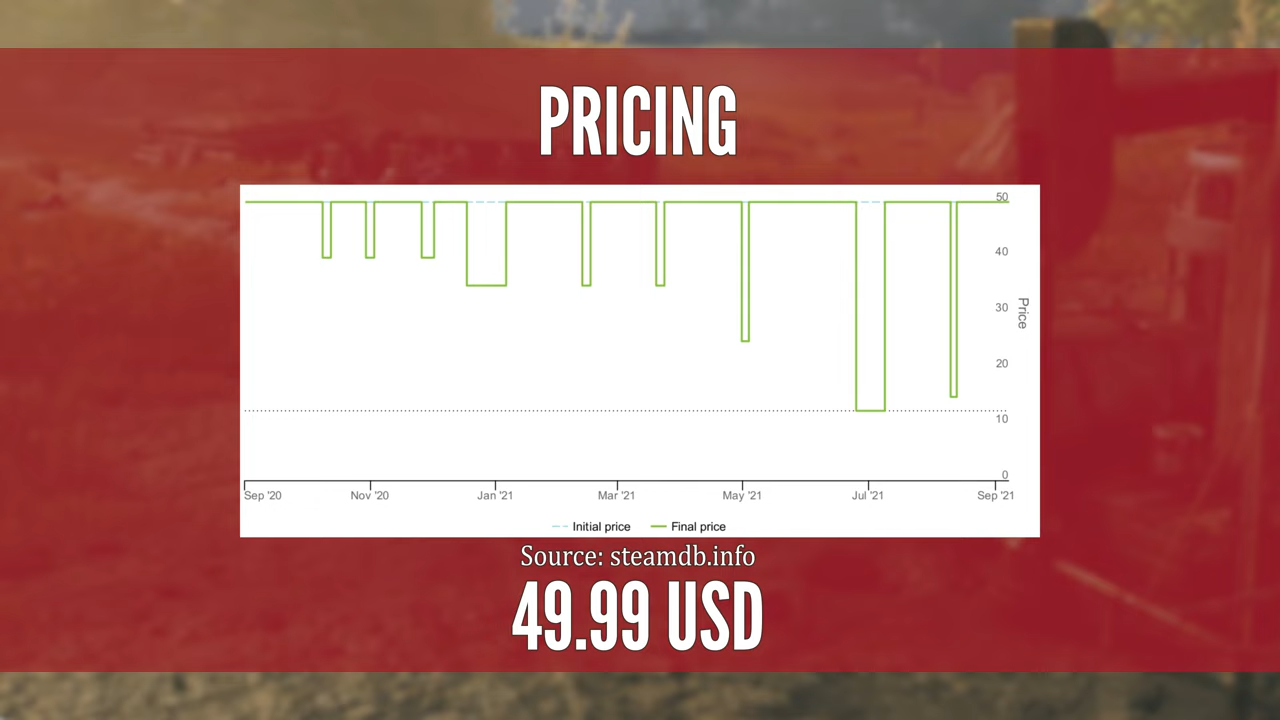 PRICING
50
40
30
20
10
0
Price
Sep '20 Nov '20 Jan '21 Mar '21 May '21 Jul '21 Sep '21
Initial price Final price
Source: steamdb.info
49.99 USD